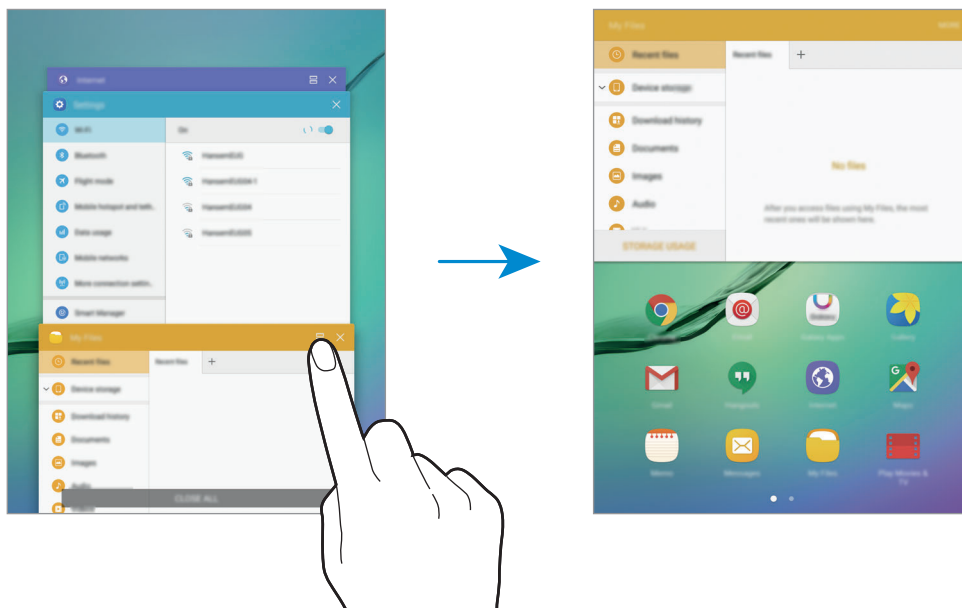 Internet
Settings
Wi-Fi
On
Bluetooth
Flight mode
Mobile hotspot and teth..
Data usage
Mobile networks
More connection settin..
Smart Manager
My Files
Recent files
Recent files
+
Device storage
Download history
Documents
Images
Audio
CLOSE ALL
My Files
MORE
Recent files
Recent files
+
Device storage
Download history
Documents
Images
Audio
No files
After you access files using My Files, the most
recent ones will be shown here.
STORAGE USAGE
Email
Galaxy Apps
Gallery
Gmail
Hangouts
Internet
Maps
Memo
Messages
My Files
Play Movies &
TV